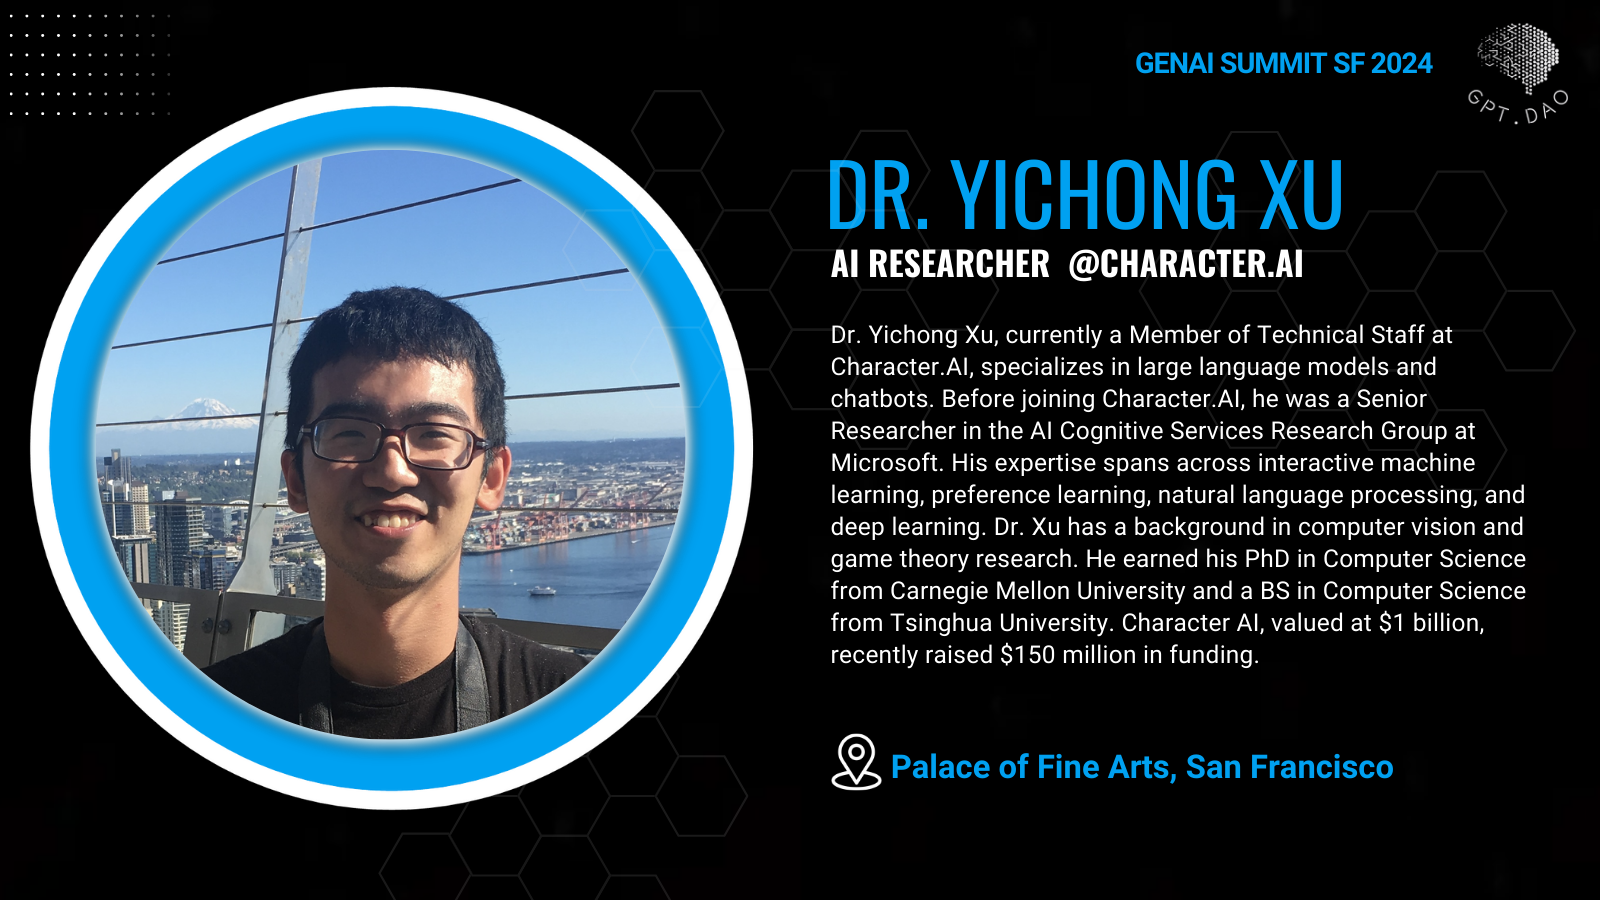 GENAI SUMMIT SF 2024
GPT.DAO
DR. YICHONG XU
AI RESEARCHER @CHARACTER.AI
Dr. Yichong Xu, currently a Member of Technical Staff at
Character.AI, specializes in large language models and
chatbots. Before joining Character.AI, he was a Senior
Researcher in the AI Cognitive Services Research Group at
Microsoft. His expertise spans across interactive machine
learning, preference learning, natural language processing, and
deep learning. Dr. Xu has a background in computer vision and
game theory research. He earned his PhD in Computer Science
from Carnegie Mellon University and a BS in Computer Science
from Tsinghua University. Character AI, valued at $1 billion,
recently raised $150 million in funding.
Palace of Fine Arts, San Francisco